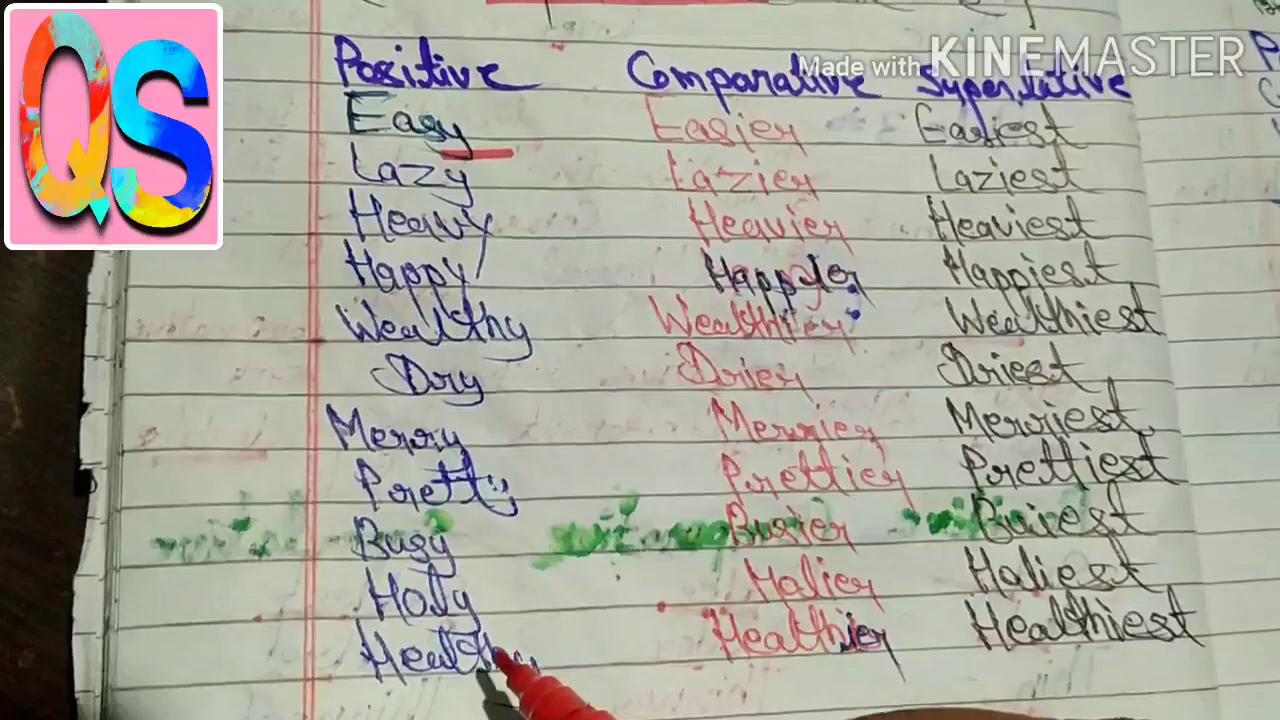 QS
Made with KINEMASTER
Positive Comparative Superlative
Easy Easier Easiest
Lazy Lazier Laziest
Heavy Heavier Heaviest
Happy Happier Happiest
Wealthy Wealthier Wealthiest
Dry Drier Driest
Merry Merrier Merriest
Pretty Prettier Prettiest
Busy Busier Buiest
Holy Holier Holiest
Healthy Healthier Healthiest